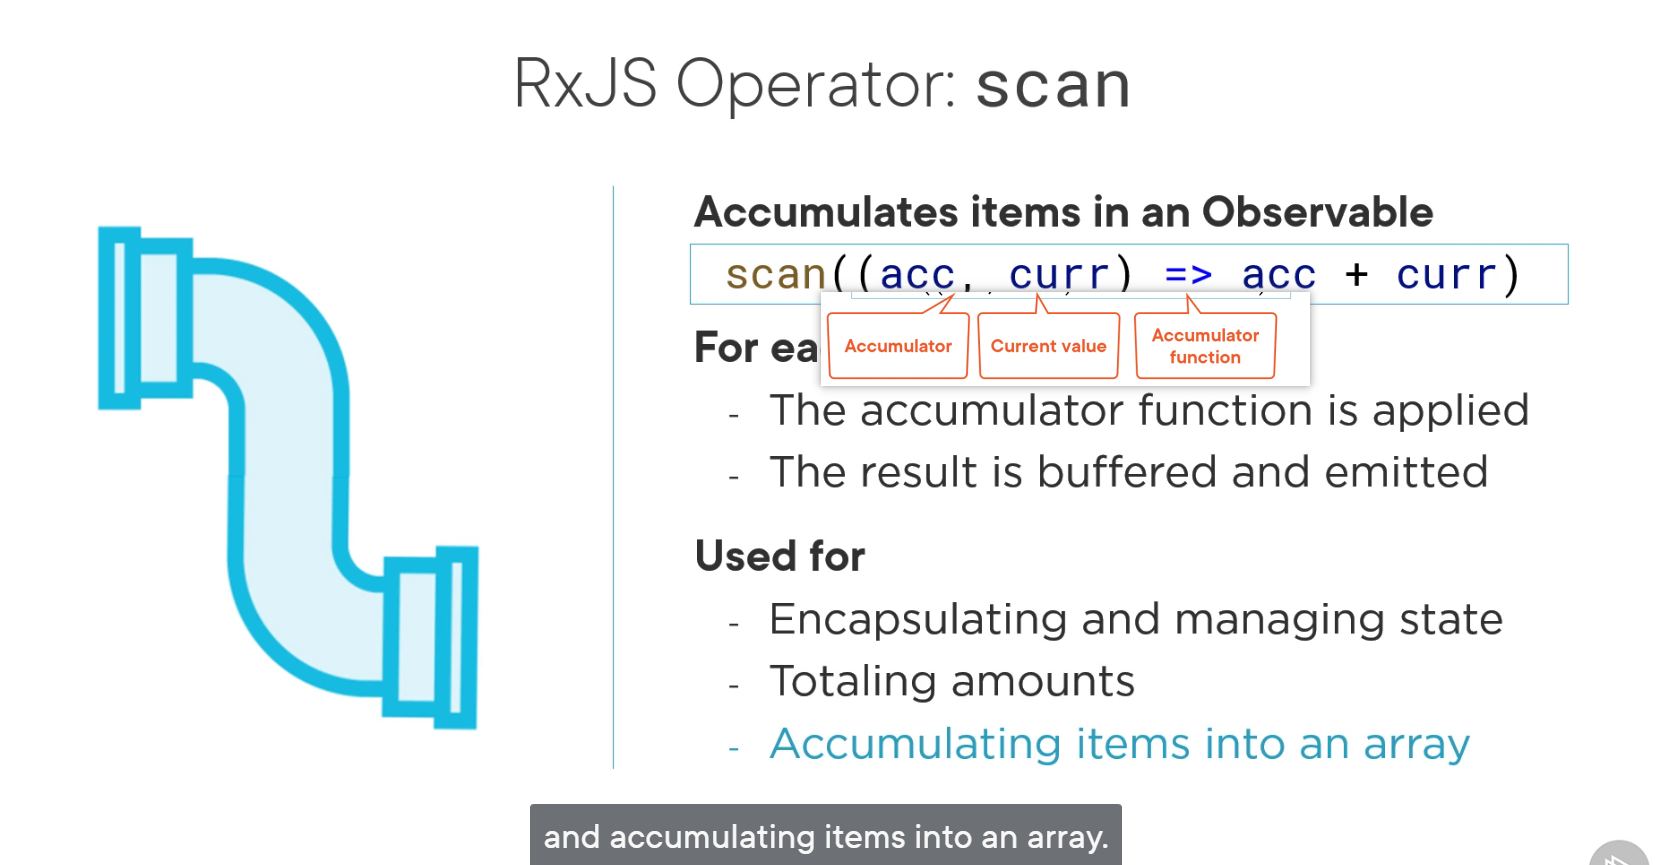 RxJS Operator: scan
Accumulates items in an Observable
scan((acc, curr) => acc + curr)
Accumulator
Current value
Accumulator
function
For ea
- The accumulator function is applied
- The result is buffered and emitted
Used for
- Encapsulating and managing state
- Totaling amounts
- Accumulating items into an array
and accumulating items into an array.